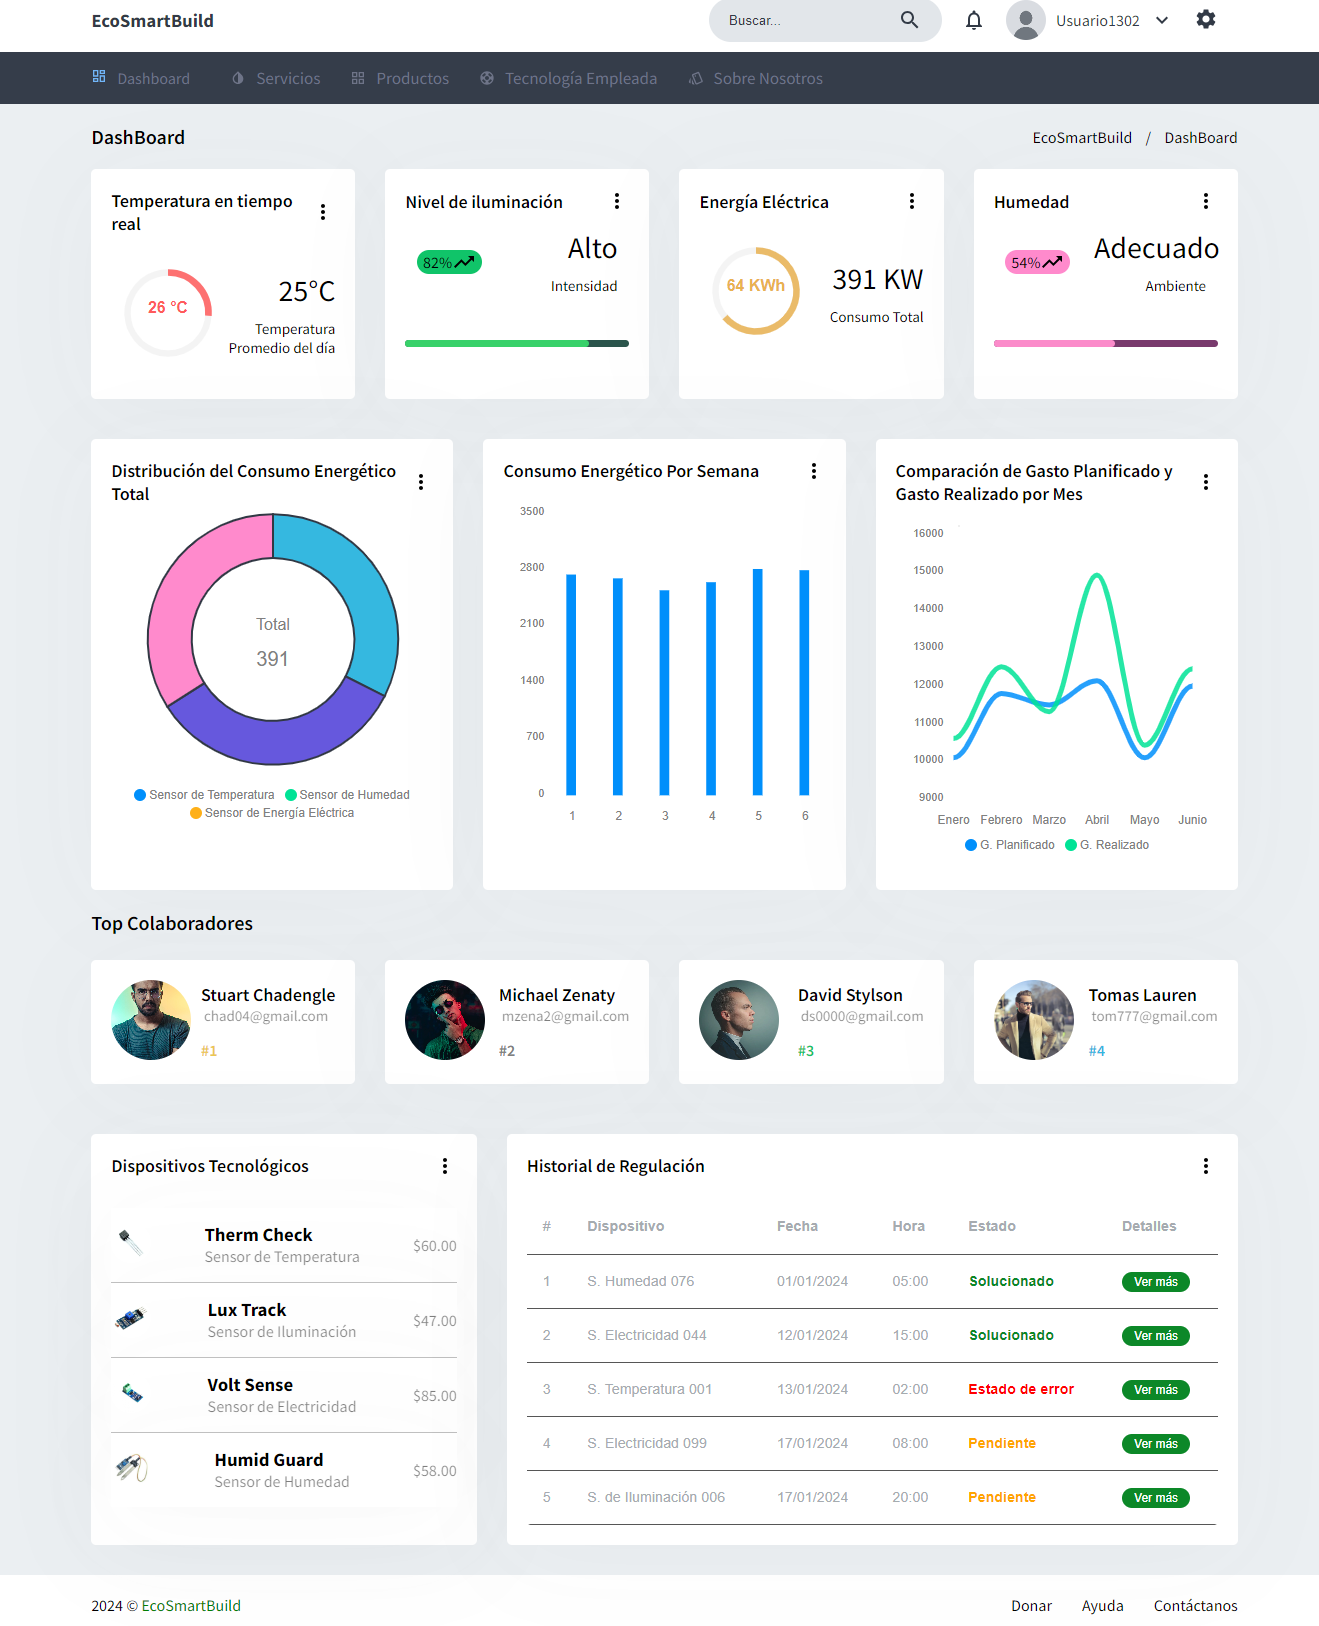 EcoSmartBuild
Buscar...
Usuario1302
Dashboard
Servicios
Productos
Tecnología Empleada
Sobre Nosotros
DashBoard
EcoSmartBuild / DashBoard
Temperatura en tiempo
real
26 °C
25°C
Temperatura
Promedio del día
Nivel de iluminación
82%
Alto
Intensidad
Energía Eléctrica
64 KWh
391 KW
Consumo Total
Humedad
54%
Adecuado
Ambiente
Distribución del Consumo Energético
Total
Total
391
Sensor de Temperatura
Sensor de Humedad
Sensor de Energía Eléctrica
Consumo Energético Por Semana
3500
2800
2100
1400
700
0
1 2 3 4 5 6
Comparación de Gasto Planificado y
Gasto Realizado por Mes
16000
15000
14000
13000
12000
11000
10000
9000
Enero Febrero Marzo Abril Mayo Junio
G. Planificado
G. Realizado
Top Colaboradores
Stuart Chadengle
chad04@gmail.com
#1
Michael Zenaty
mzena2@gmail.com
#2
David Stylson
ds0000@gmail.com
#3
Tomas Lauren
tom777@gmail.com
#4
Dispositivos Tecnológicos
Therm Check
Sensor de Temperatura
$60.00
Lux Track
Sensor de Iluminación
$47.00
Volt Sense
Sensor de Electricidad
$85.00
Humid Guard
Sensor de Humedad
$58.00
Historial de Regulación
# Dispositivo Fecha Hora Estado Detalles
1 S. Humedad 076 01/01/2024 05:00 Solucionado Ver más
2 S. Electricidad 044 12/01/2024 15:00 Solucionado Ver más
3 S. Temperatura 001 13/01/2024 02:00 Estado de error Ver más
4 S. Electricidad 099 17/01/2024 08:00 Pendiente Ver más
5 S. de Iluminación 006 17/01/2024 20:00 Pendiente Ver más
2024 © EcoSmartBuild
Donar
Ayuda
Contáctanos